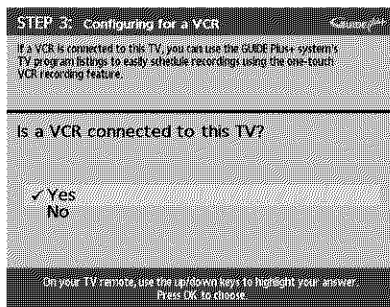 STEP 3: Configuring for a VCR
If a VCR is connected to this TV, you can use the GUIDE Plus+ system's
TV program listings to easily schedule recordings using the one-touch
VCR recording feature.
Is a VCR connected to this TV?
✓ Yes
No
On your TV remote, use the up/down keys to highlight your answer.
Press OK to choose.